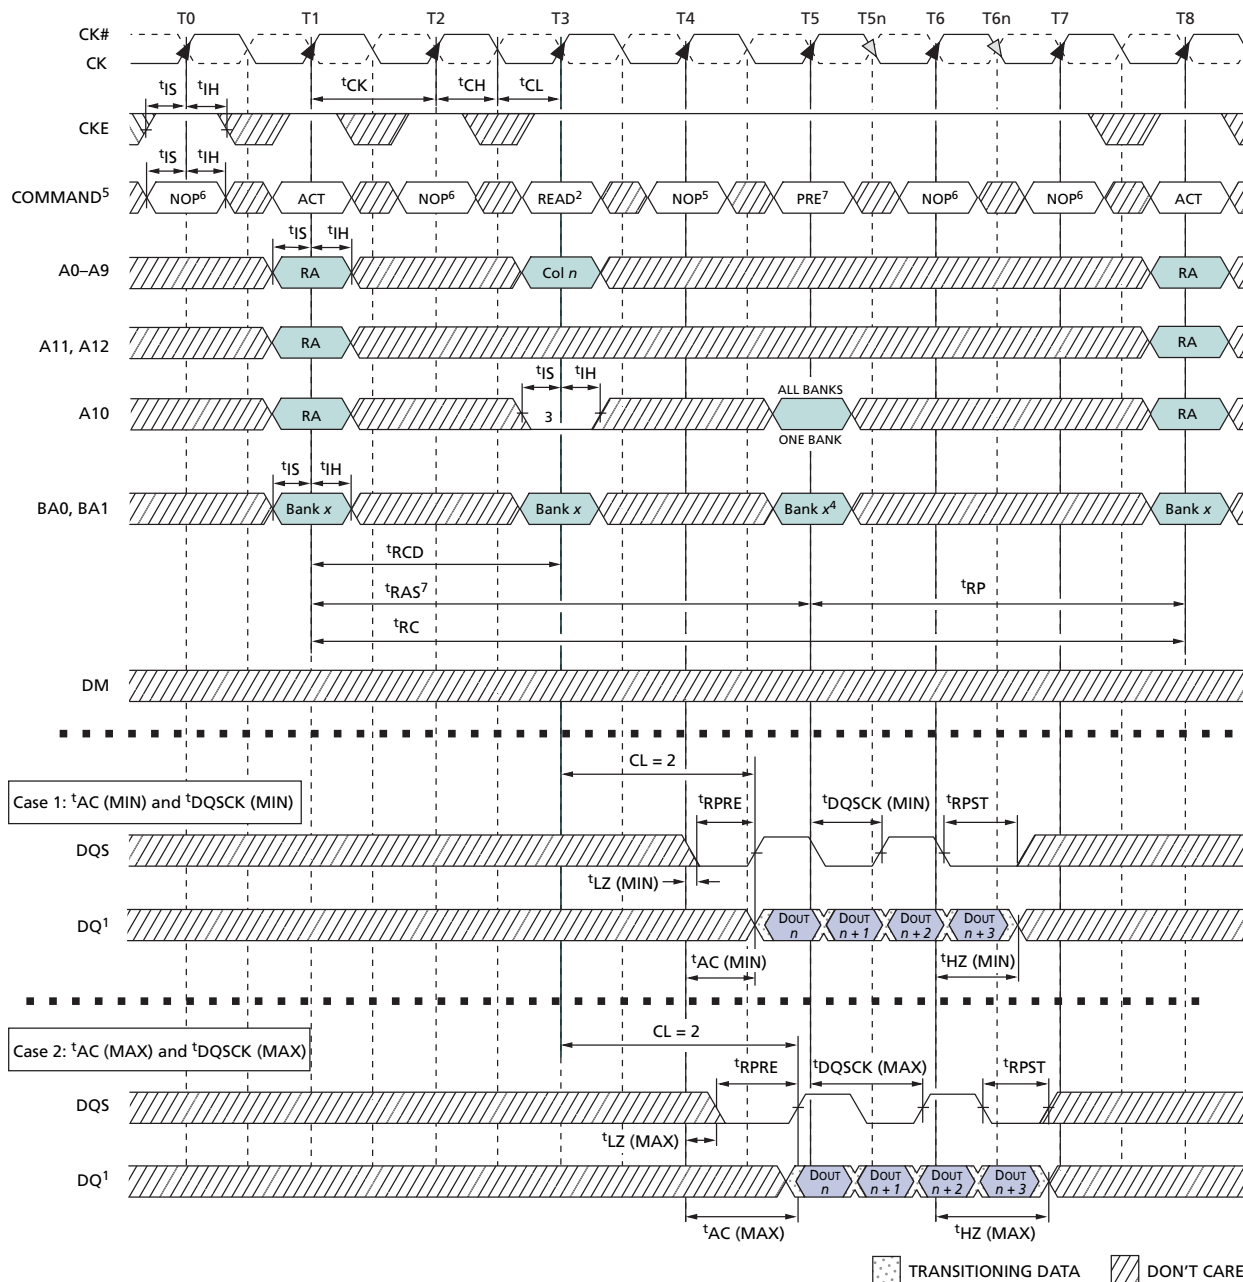 T0 T1 T2 T3 T4 T5 T5n T6 T6n T7 T8
CK#
CK
tIS tIH tCK tCH tCL
CKE
tIS tIH
COMMAND5 NOP6 ACT NOP6 READ2 NOP5 PRE7 NOP6 NOP6 ACT
tIS tIH
A0–A9 RA Col n RA
A11, A12 RA RA
tIS tIH ALL BANKS
A10 RA 3 RA
ONE BANK
tIS tIH
BA0, BA1 Bank x Bank x Bank x4 Bank x
tRCD
tRAS7 tRP
tRC
DM
CL = 2
Case 1: tAC (MIN) and tDQSCK (MIN)
tRPRE tDQSCK (MIN) tRPST
DQS
tLZ (MIN)
DQ1 DOUT n DOUT n + 1 DOUT n + 2 DOUT n + 3
tAC (MIN) tHZ (MIN)
CL = 2
Case 2: tAC (MAX) and tDQSCK (MAX)
tRPRE tDQSCK (MAX) tRPST
DQS
tLZ (MAX)
DQ1 DOUT n DOUT n + 1 DOUT n + 2 DOUT n + 3
tAC (MAX) tHZ (MAX)
TRANSITIONING DATA DON'T CARE